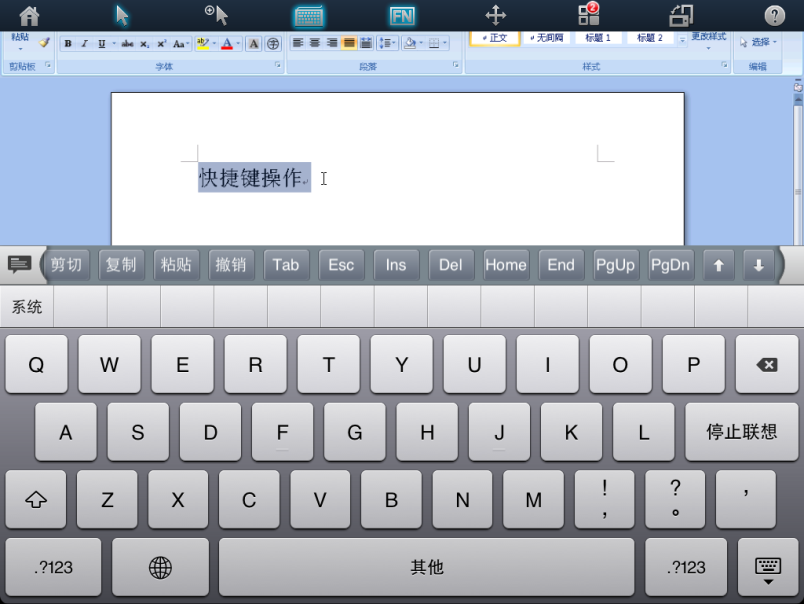 FN
2
?
粘贴
B I U abc x₂ x² Aa
ab A A
正文
无间隔
标题 1
标题 2
更改样式
选择
剪贴板
字体
段落
样式
编辑
快捷键操作
剪切 复制 粘贴 撤销 Tab Esc Ins Del Home End PgUp PgDn
系统
Q W E R T Y U I O P
A S D F G H J K L 停止联想
Z X C V B N M ! , ? 。 ’
.?123 其他 .?123